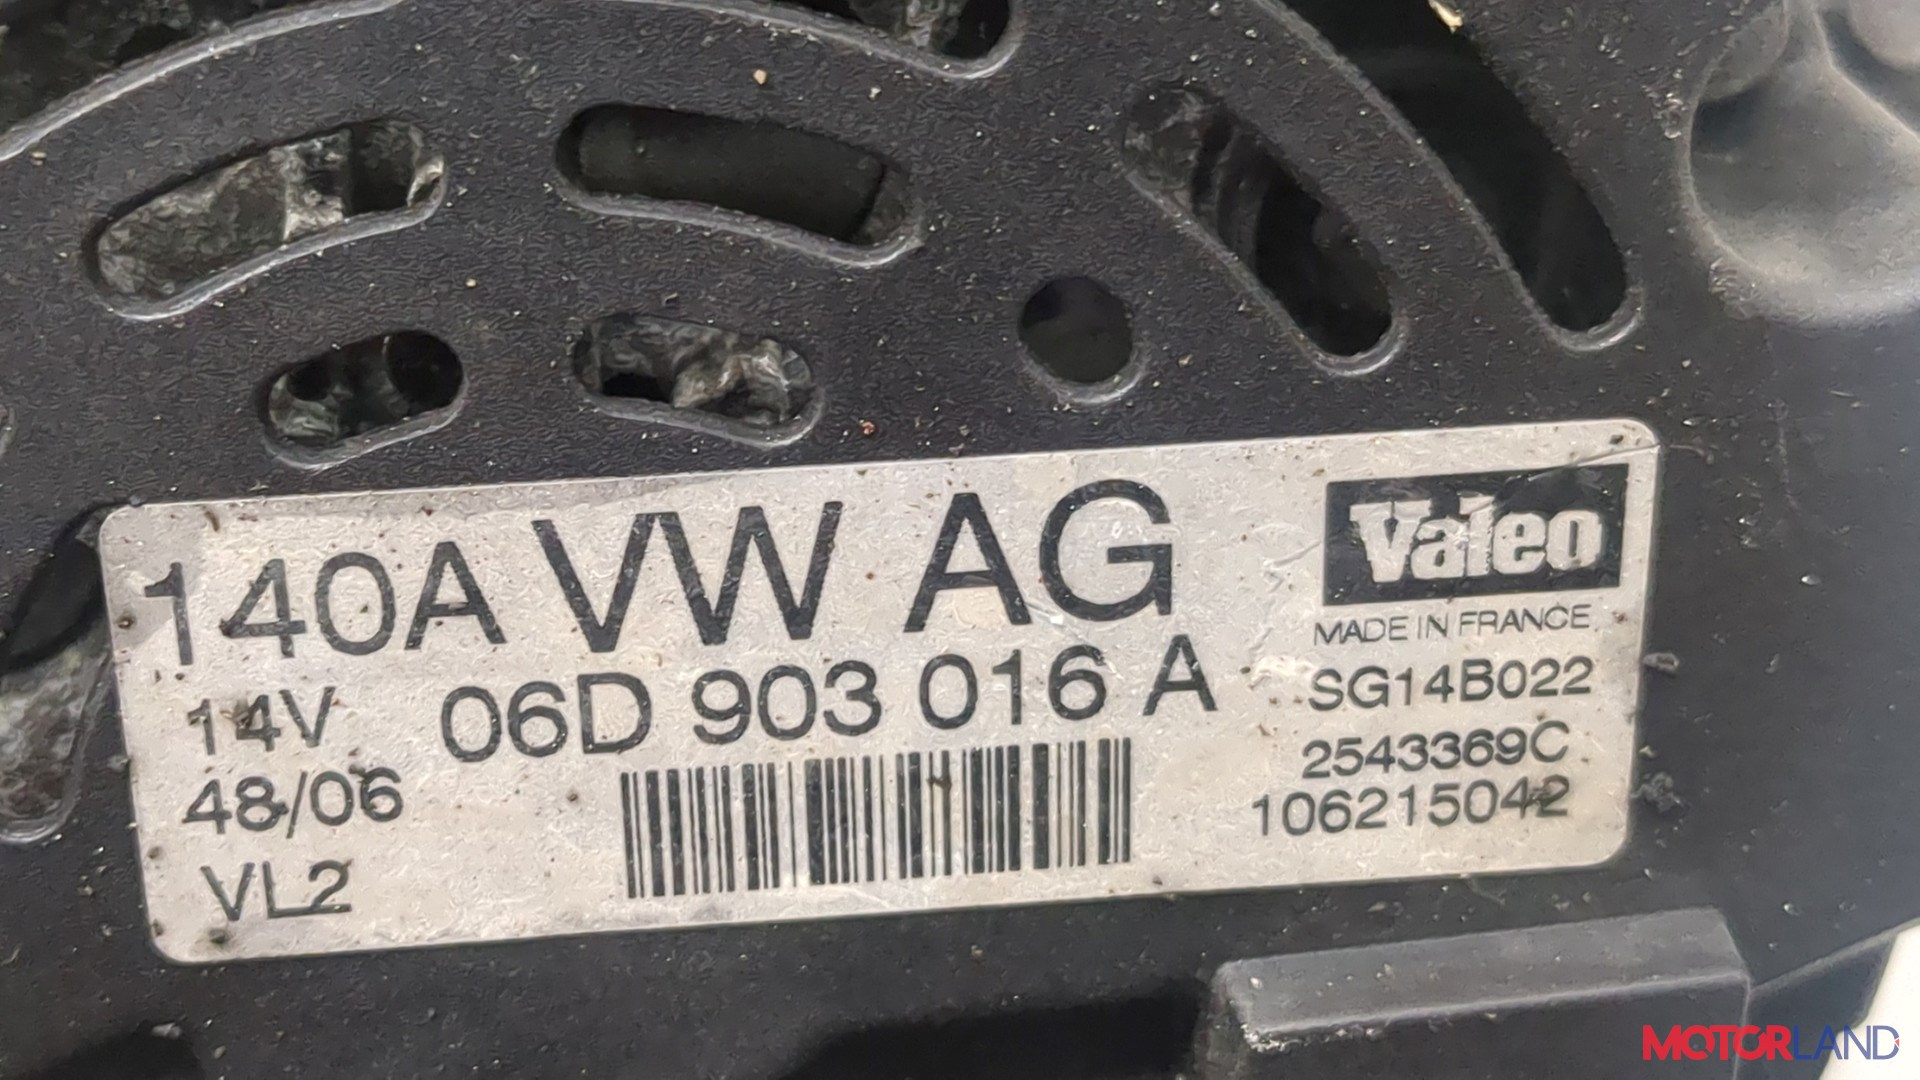 140A VW AG
14V 06D 903 016 A
48/06
VL2
Valeo
MADE IN FRANCE
SG14B022
2543369C
106215042
MOTORLAND